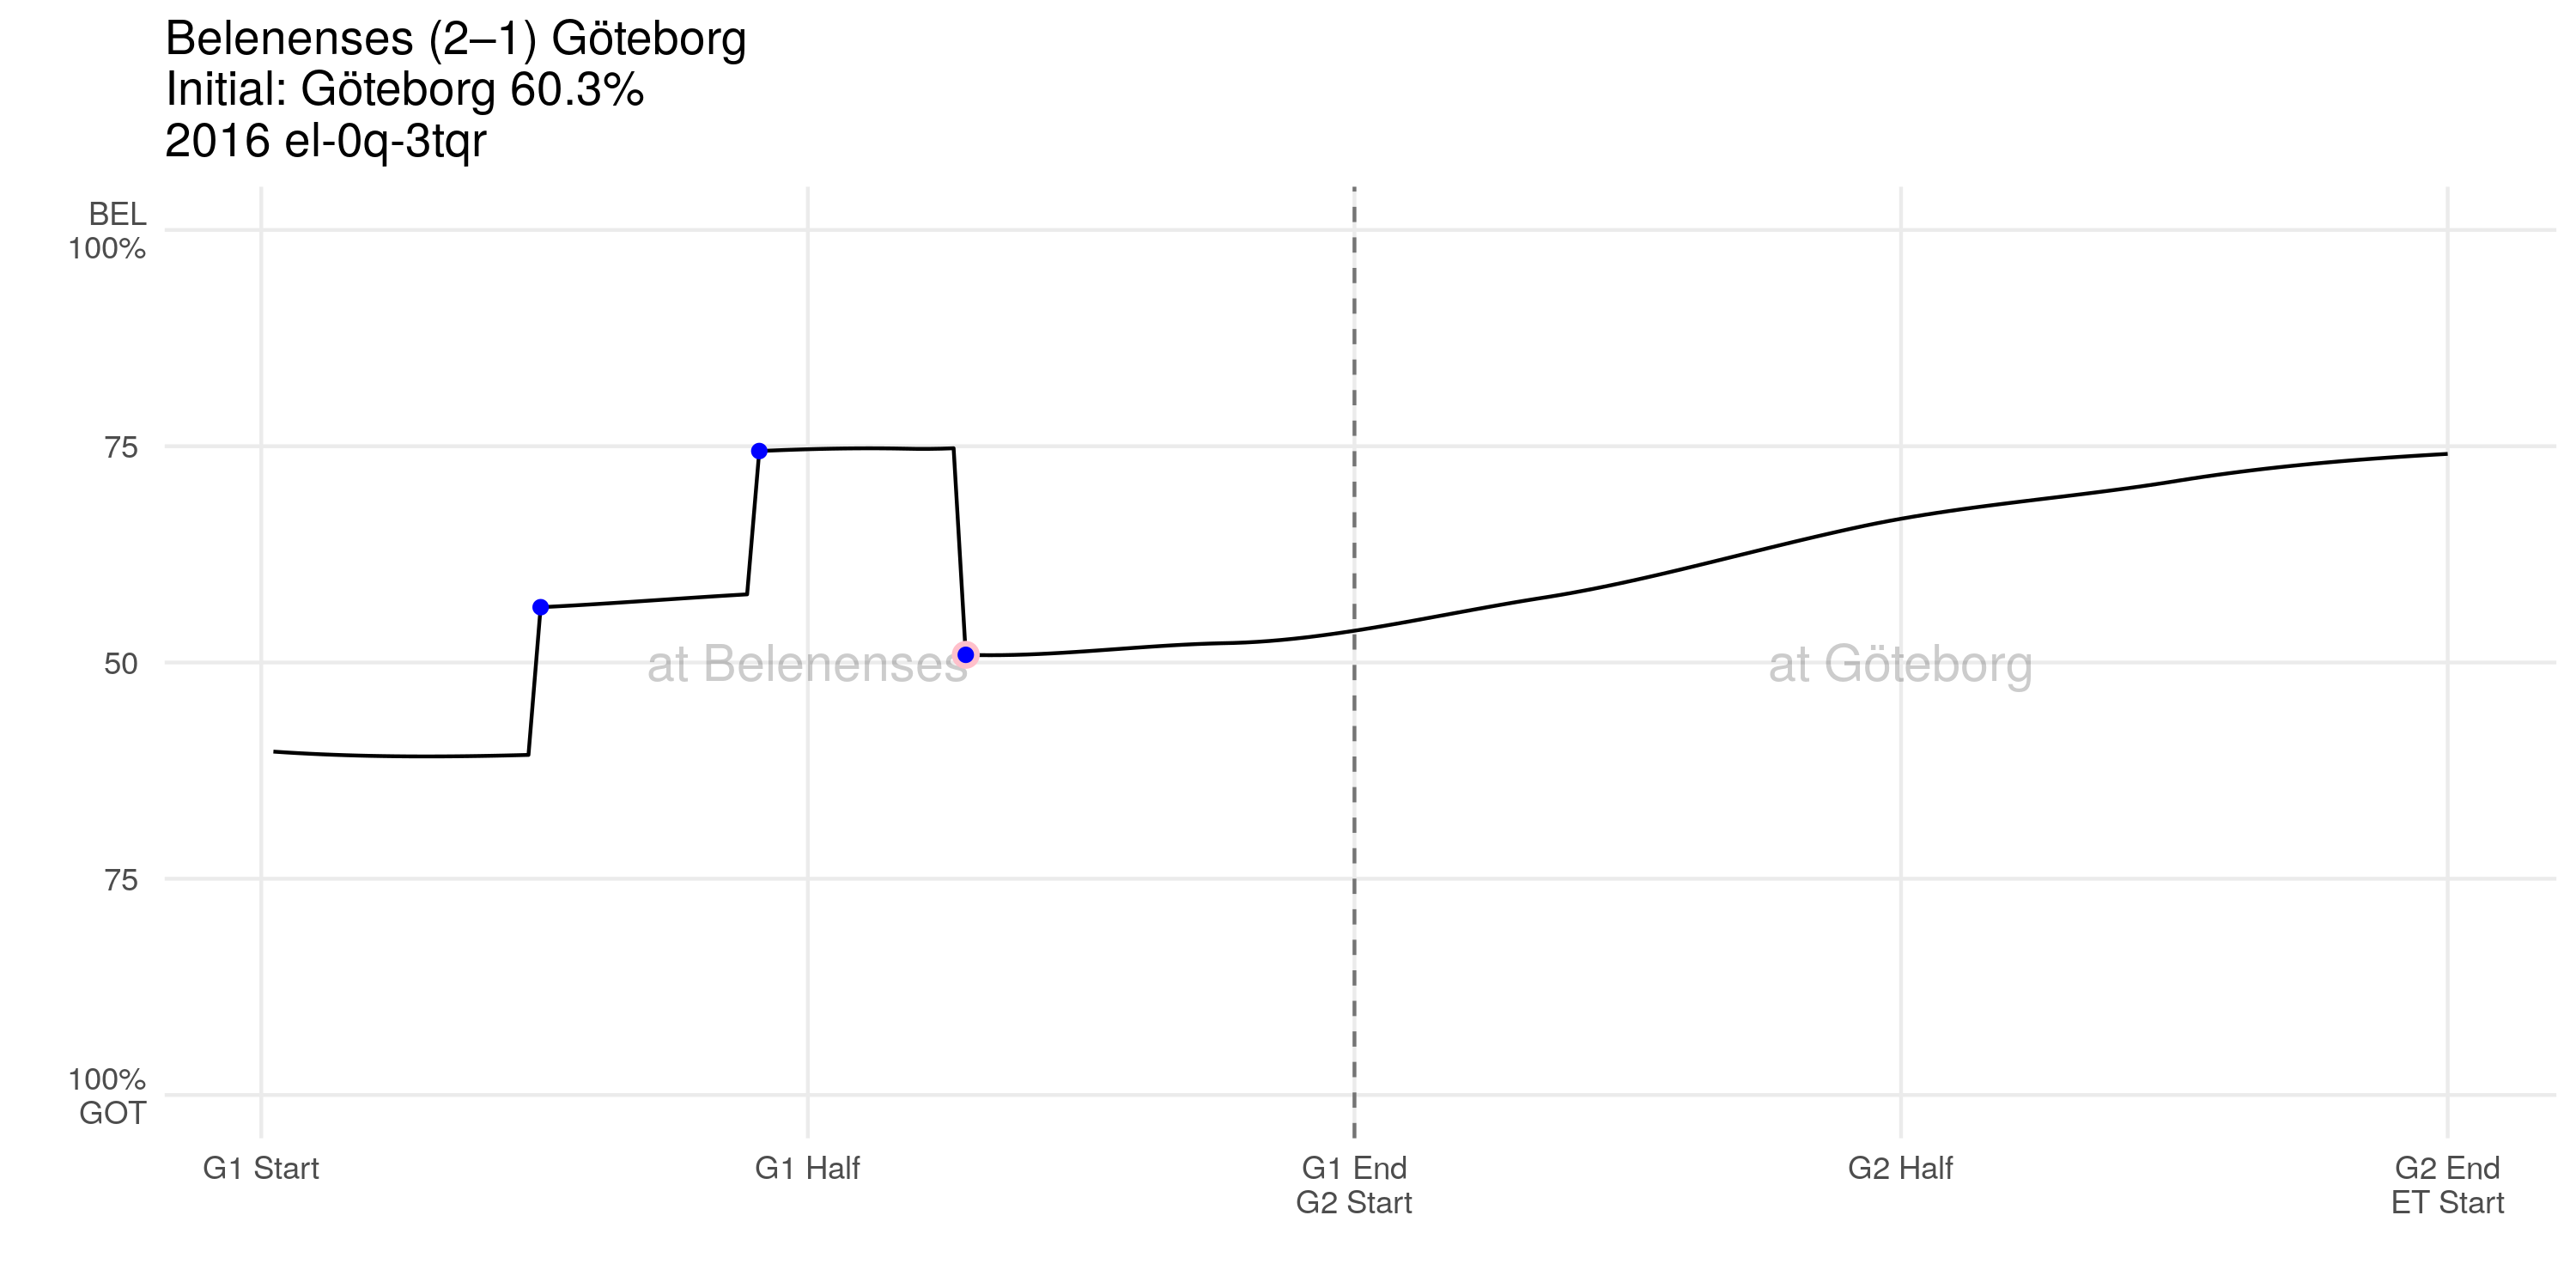 Belenenses (2–1) Göteborg
Initial: Göteborg 60.3%
2016 el-0q-3tqr
BEL
100%
75
50
75
100%
GOT
at Belenenses
at Göteborg
G1 Start
G1 Half
G1 End
G2 Start
G2 Half
G2 End
ET Start